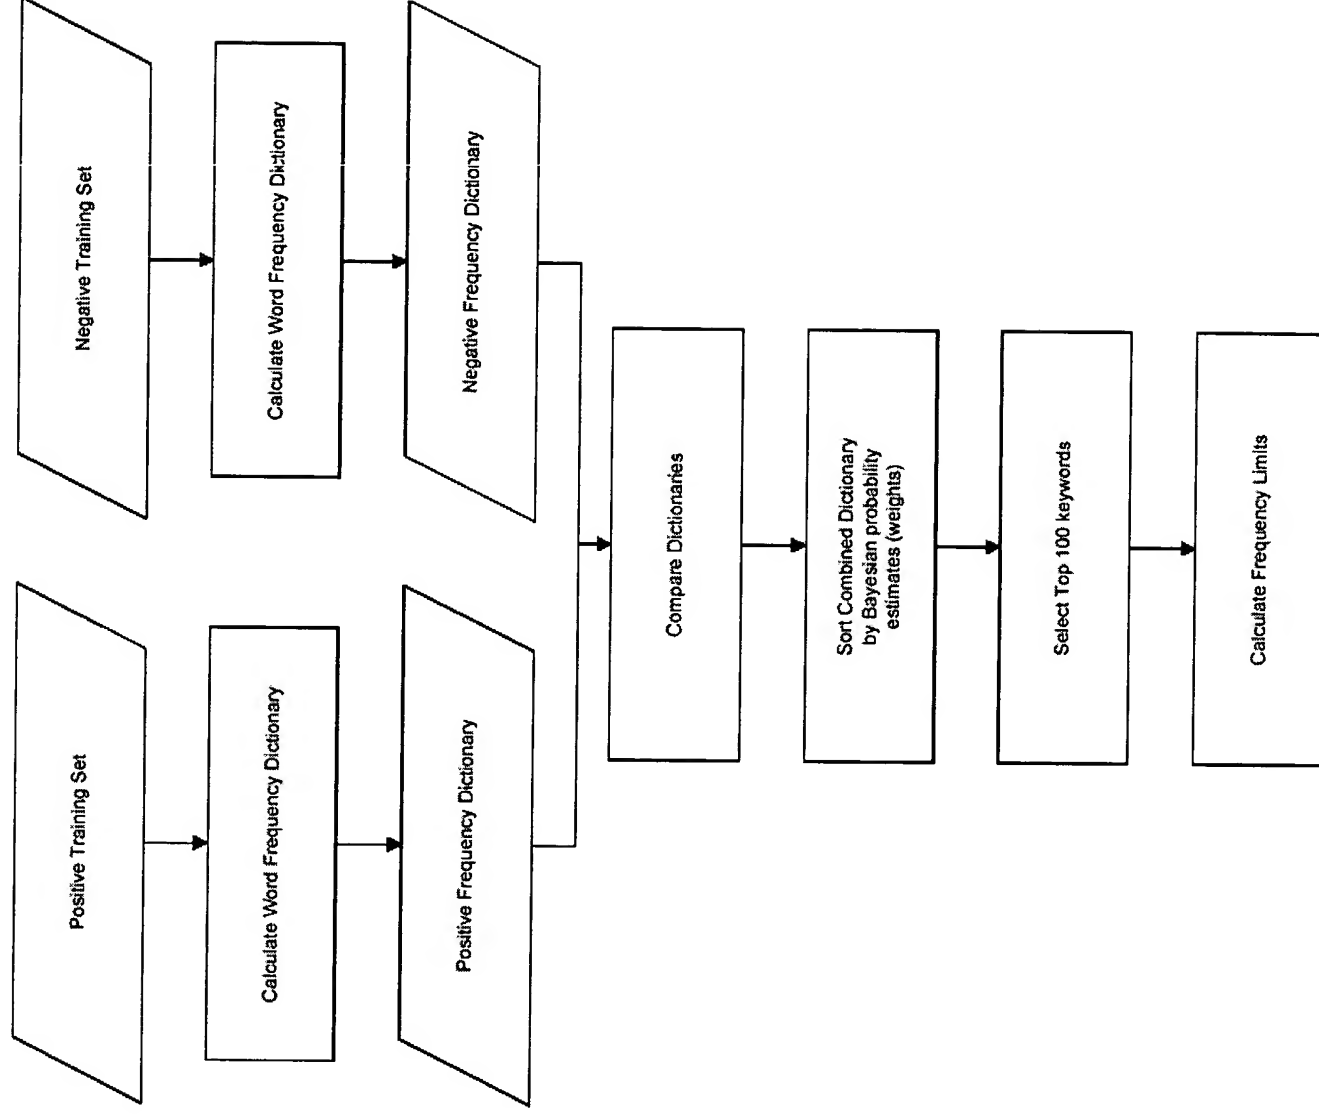 Positive Training Set
Negative Training Set
Calculate Word Frequency Dictionary
Calculate Word Frequency Dictionary
Positive Frequency Dictionary
Negative Frequency Dictionary
Compare Dictionaries
Sort Combined Dictionary
by Bayesian probability
estimates (weights)
Select Top 100 keywords
Calculate Frequency Limits